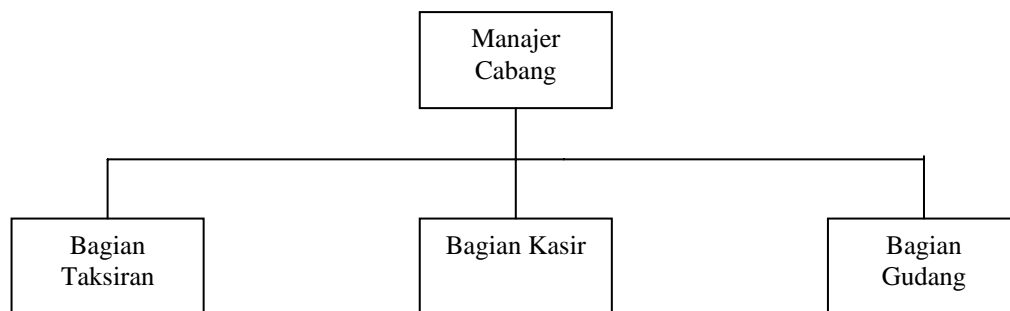 Manajer
Cabang
Bagian
Taksiran
Bagian Kasir
Bagian
Gudang